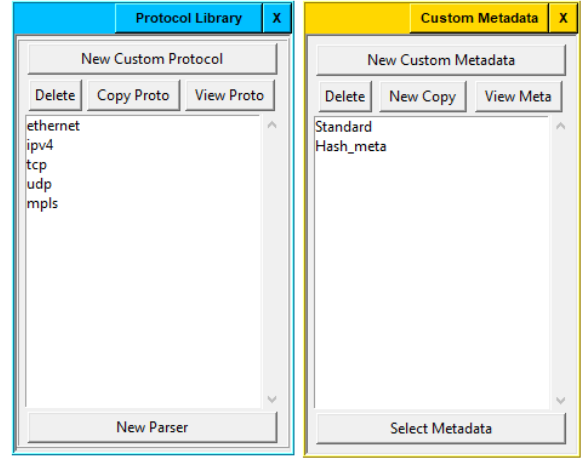 Protocol Library X
New Custom Protocol
Delete Copy Proto View Proto
ethernet
ipv4
tcp
udp
mpls
New Parser
Custom Metadata X
New Custom Metadata
Delete New Copy View Meta
Standard
Hash_meta
Select Metadata